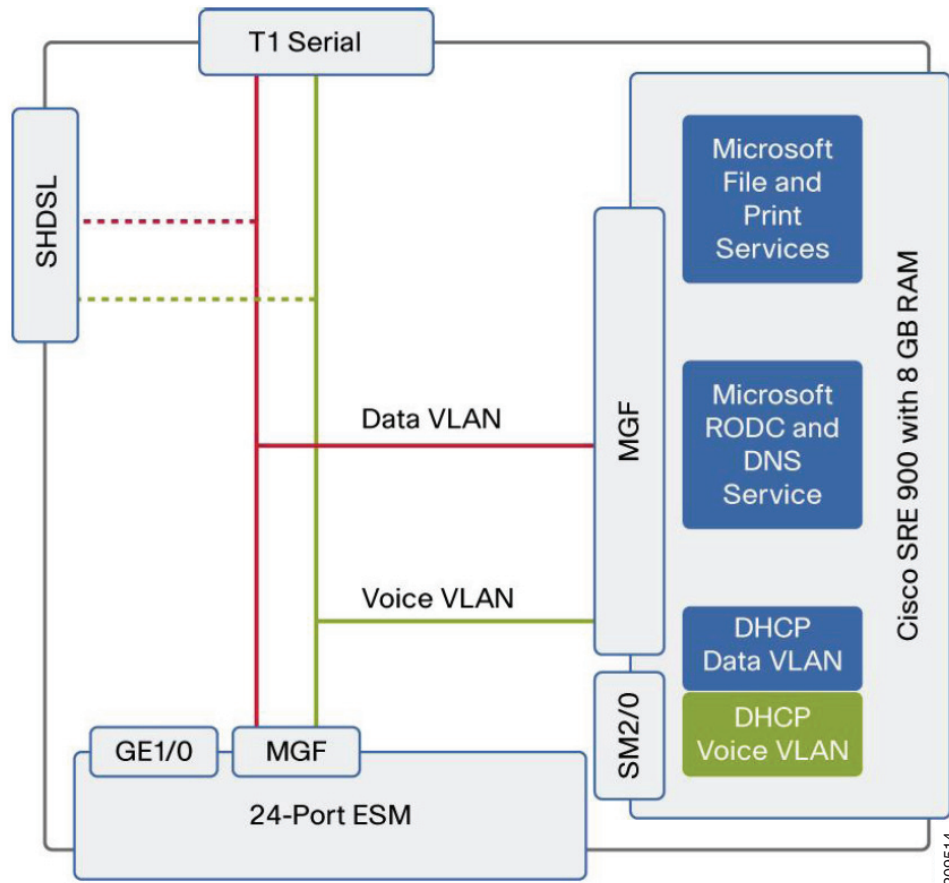 T1 Serial
SHDSL
Microsoft
File and
Print
Services
MGF
Microsoft
RODC and
DNS
Service
Cisco SRE 900 with 8 GB RAM
Data VLAN
Voice VLAN
DHCP
Data VLAN
DHCP
Voice VLAN
SM2/0
GE1/0
MGF
24-Port ESM